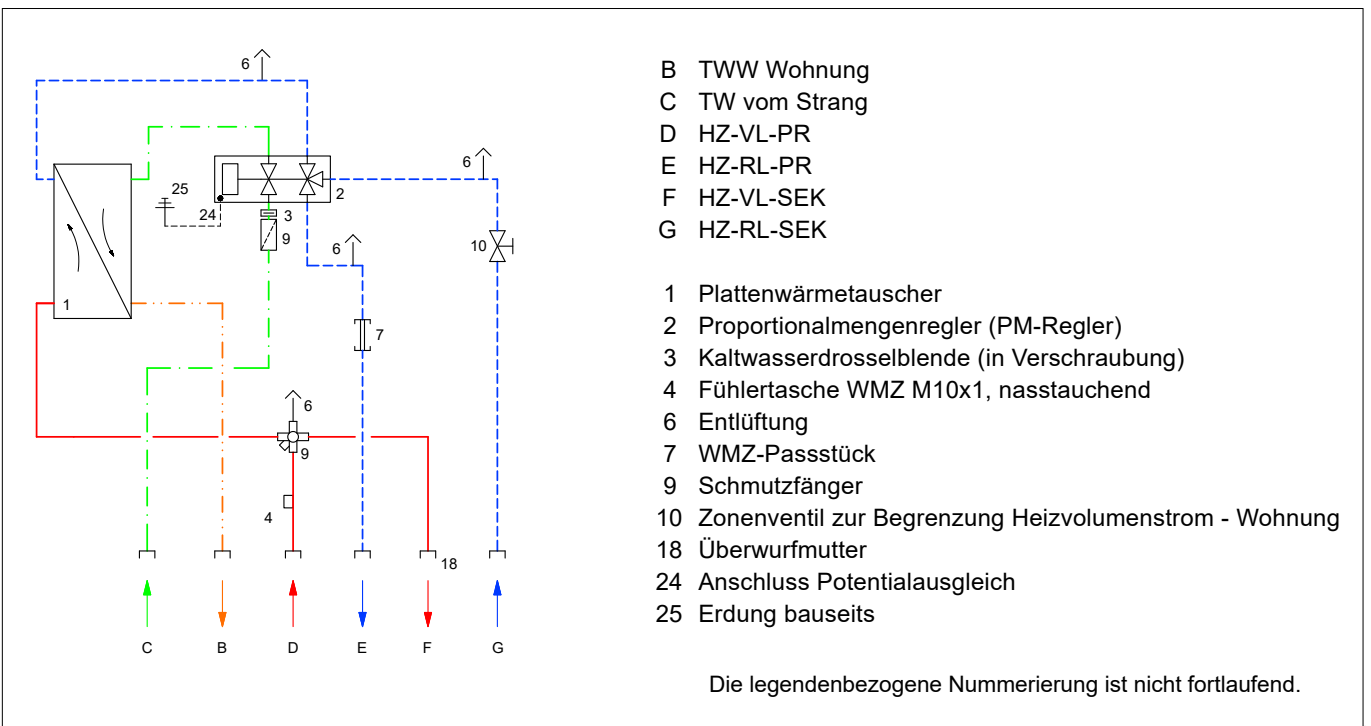 6
6
6
6
25
24
2
3
9
10
1
7
9
4
18
C
B
D
E
F
G
B TWW Wohnung
C TW vom Strang
D HZ-VL-PR
E HZ-RL-PR
F HZ-VL-SEK
G HZ-RL-SEK
1 Plattenwärmetauscher
2 Proportionalmengenregler (PM-Regler)
3 Kaltwasserdrosselblende (in Verschraubung)
4 Fühlertasche WMZ M10x1, nasstauchend
6 Entlüftung
7 WMZ-Passstück
9 Schmutzfänger
10 Zonenventil zur Begrenzung Heizvolumenstrom - Wohnung
18 Überwurfmutter
24 Anschluss Potentialausgleich
25 Erdung bauseits
Die legendenbezogene Nummerierung ist nicht fortlaufend.